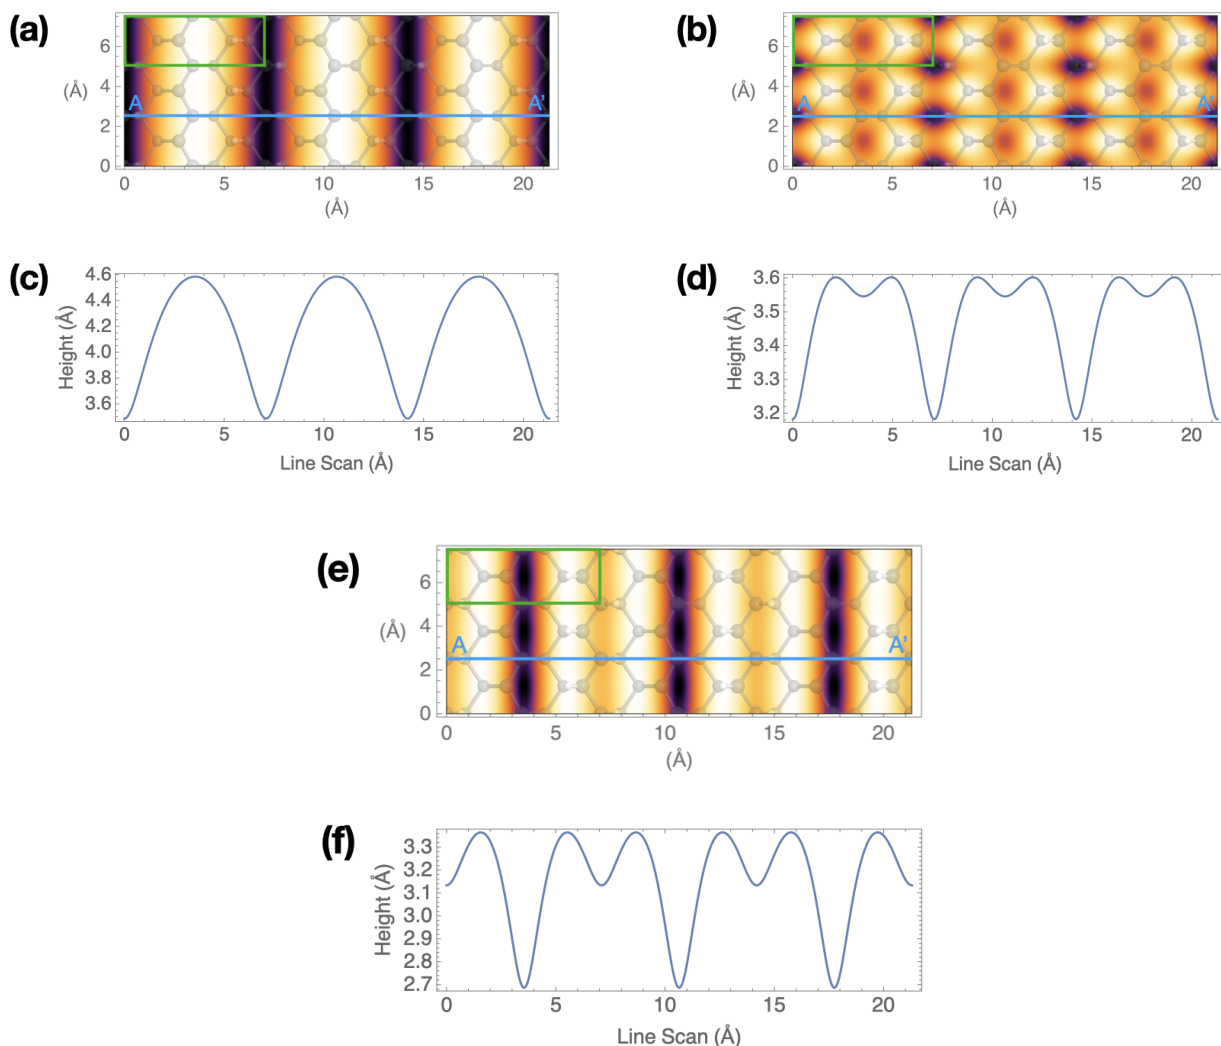 (a)
6
4
2
0
(Å)
A
A'
0 5 10 15 20
(Å)
(b)
6
4
2
0
(Å)
A
A'
0 5 10 15 20
(Å)
(c)
4.6
4.4
4.2
4.0
3.8
3.6
Height (Å)
0 5 10 15 20
Line Scan (Å)
(d)
3.6
3.5
3.4
3.3
3.2
Height (Å)
0 5 10 15 20
Line Scan (Å)
(e)
6
4
2
0
(Å)
A
A'
0 5 10 15 20
(Å)
(f)
3.3
3.2
3.1
3.0
2.9
2.8
2.7
Height (Å)
0 5 10 15 20
Line Scan (Å)